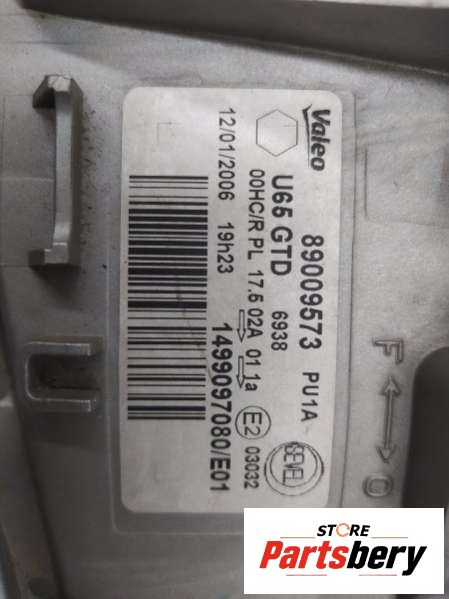 Valeo
89009573 PU1A
U65 GTD 6938
SEVEL
00HC/R PL 17.5 02A 01 1a E2 03032
12/01/2006 19h23 1499097080/E01
F O
STORE
Partsbery